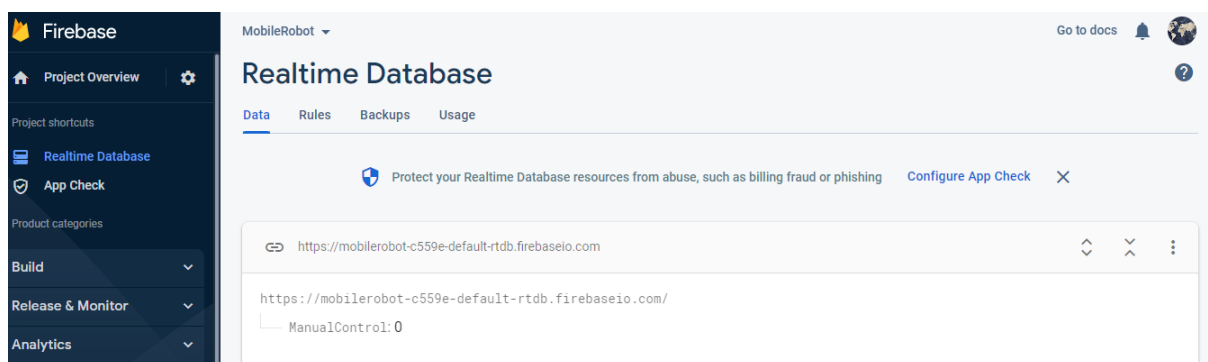 Firebase
Project Overview
Project shortcuts
Realtime Database
App Check
Product categories
Build
Release & Monitor
Analytics
MobileRobot
Go to docs
Realtime Database
Data Rules Backups Usage
Protect your Realtime Database resources from abuse, such as billing fraud or phishing Configure App Check
https://mobilerobot-c559e-default-rtdb.firebaseio.com
https://mobilerobot-c559e-default-rtdb.firebaseio.com/
ManualControl: 0